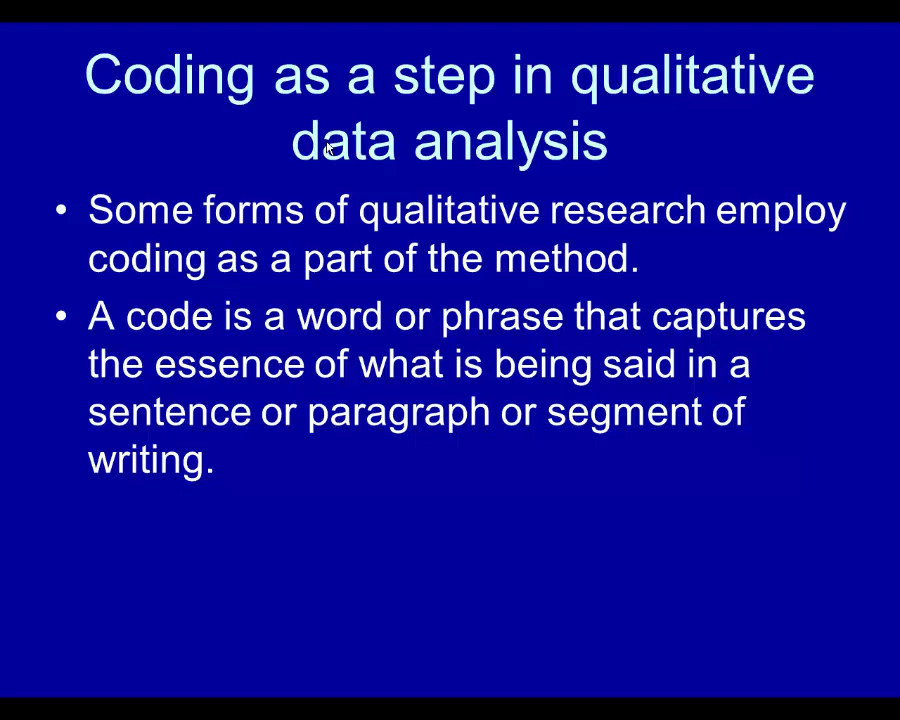 Coding as a step in qualitative
data analysis
• Some forms of qualitative research employ
coding as a part of the method.
• A code is a word or phrase that captures
the essence of what is being said in a
sentence or paragraph or segment of
writing.